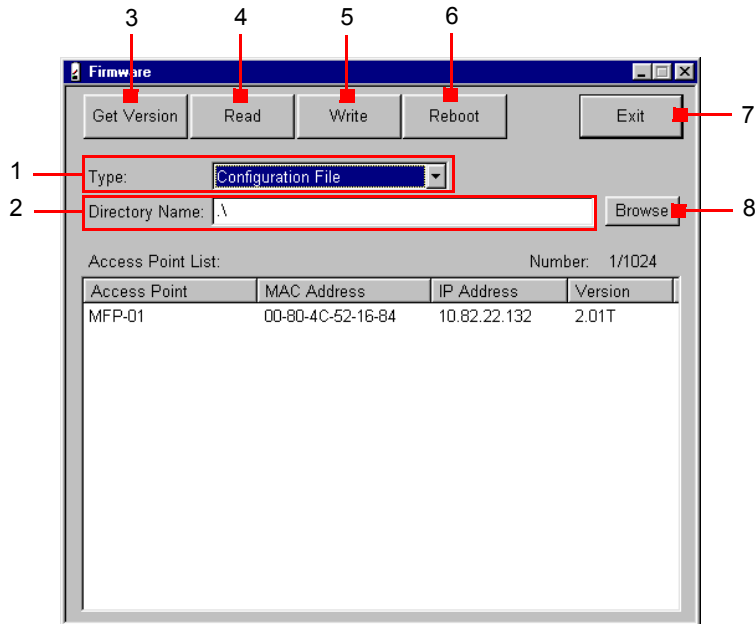 3 4 5 6
Firmware
Get Version Read Write Reboot Exit 7
1 Type: Configuration File
2 Directory Name: .\ Browse 8
Access Point List: Number: 1/1024
Access Point MAC Address IP Address Version
MFP-01 00-80-4C-52-16-84 10.82.22.132 2.01T